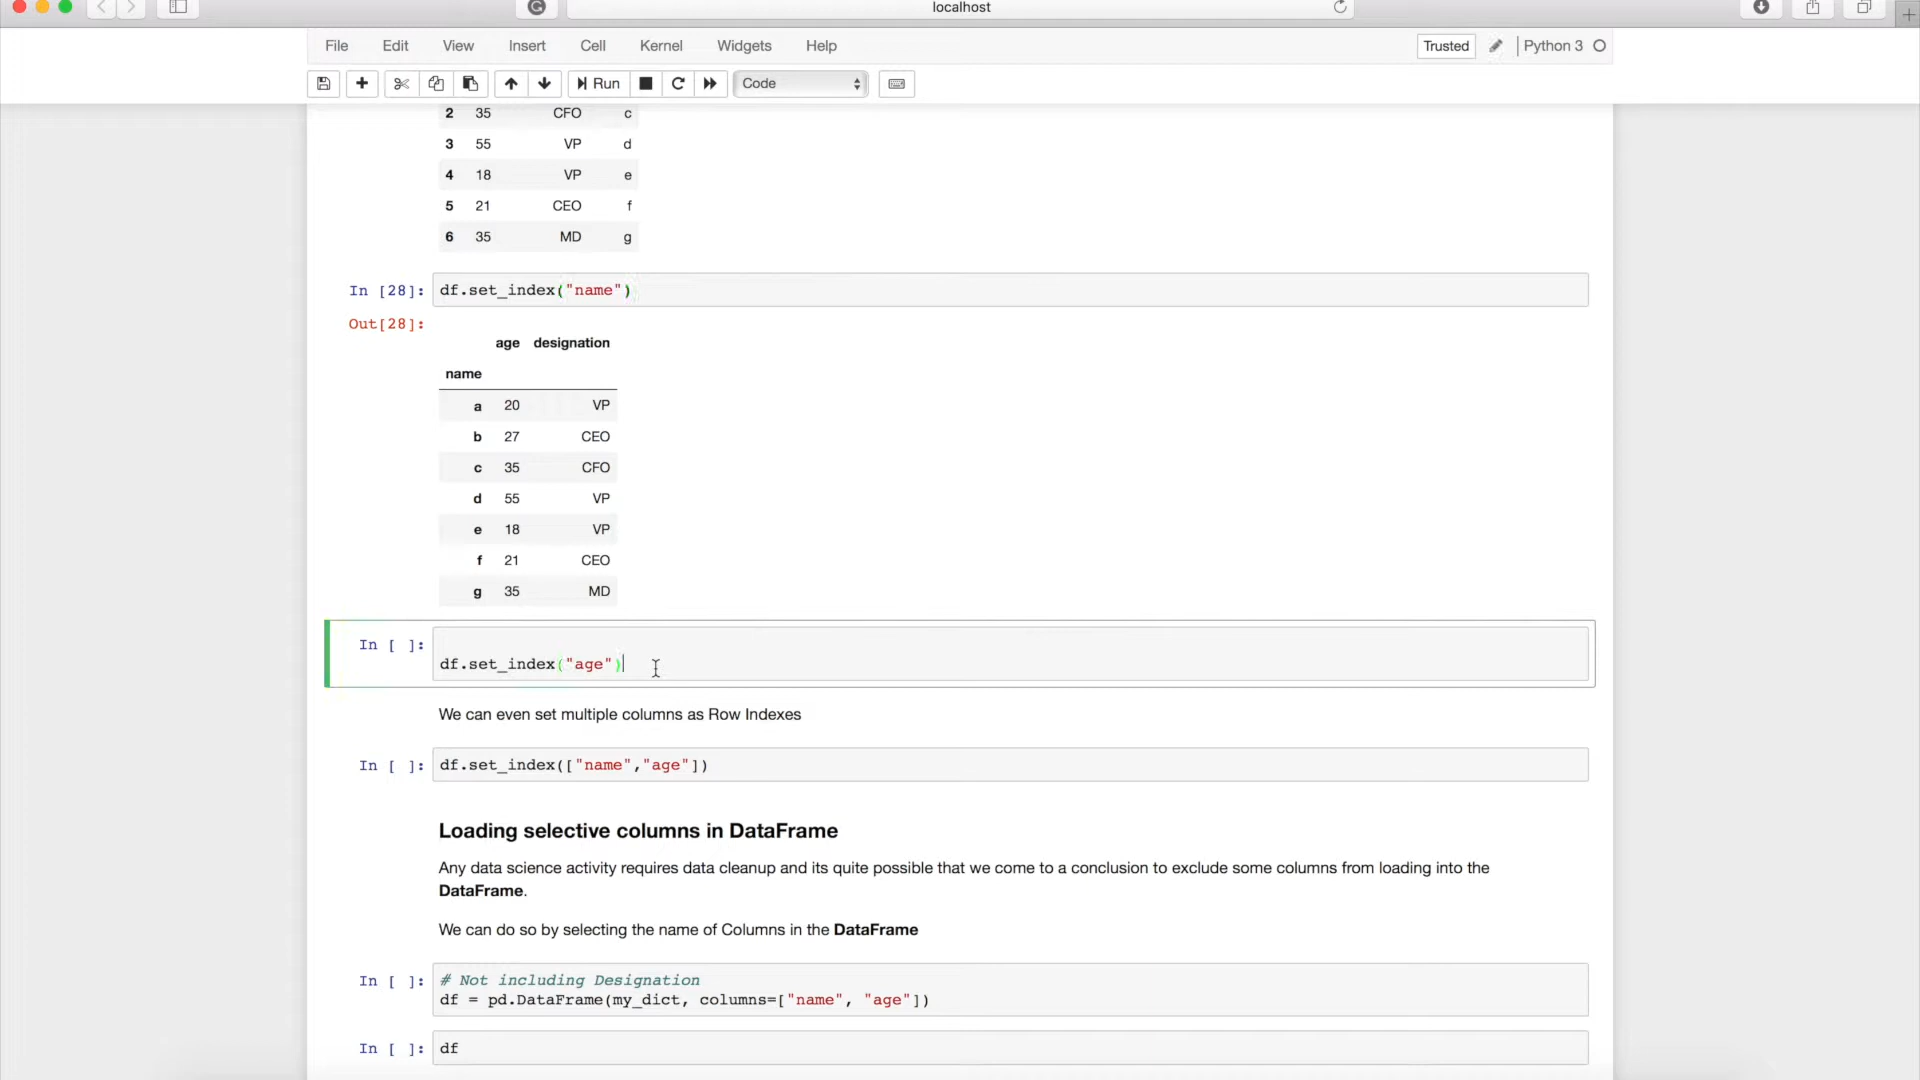 localhost
File Edit View Insert Cell Kernel Widgets Help Trusted Python 3
Run Code
2 35 CFO c
3 55 VP d
4 18 VP e
5 21 CEO f
6 35 MD g
In [28]: df.set_index("name")
Out[28]:
age designation
name
a 20 VP
b 27 CEO
c 35 CFO
d 55 VP
e 18 VP
f 21 CEO
g 35 MD
In [ ]:
df.set_index("age")
We can even set multiple columns as Row Indexes
In [ ]: df.set_index(["name","age"])
Loading selective columns in DataFrame
Any data science activity requires data cleanup and its quite possible that we come to a conclusion to exclude some columns from loading into the
DataFrame.
We can do so by selecting the name of Columns in the DataFrame
In [ ]: # Not including Designation
df = pd.DataFrame(my_dict, columns=["name", "age"])
In [ ]: df